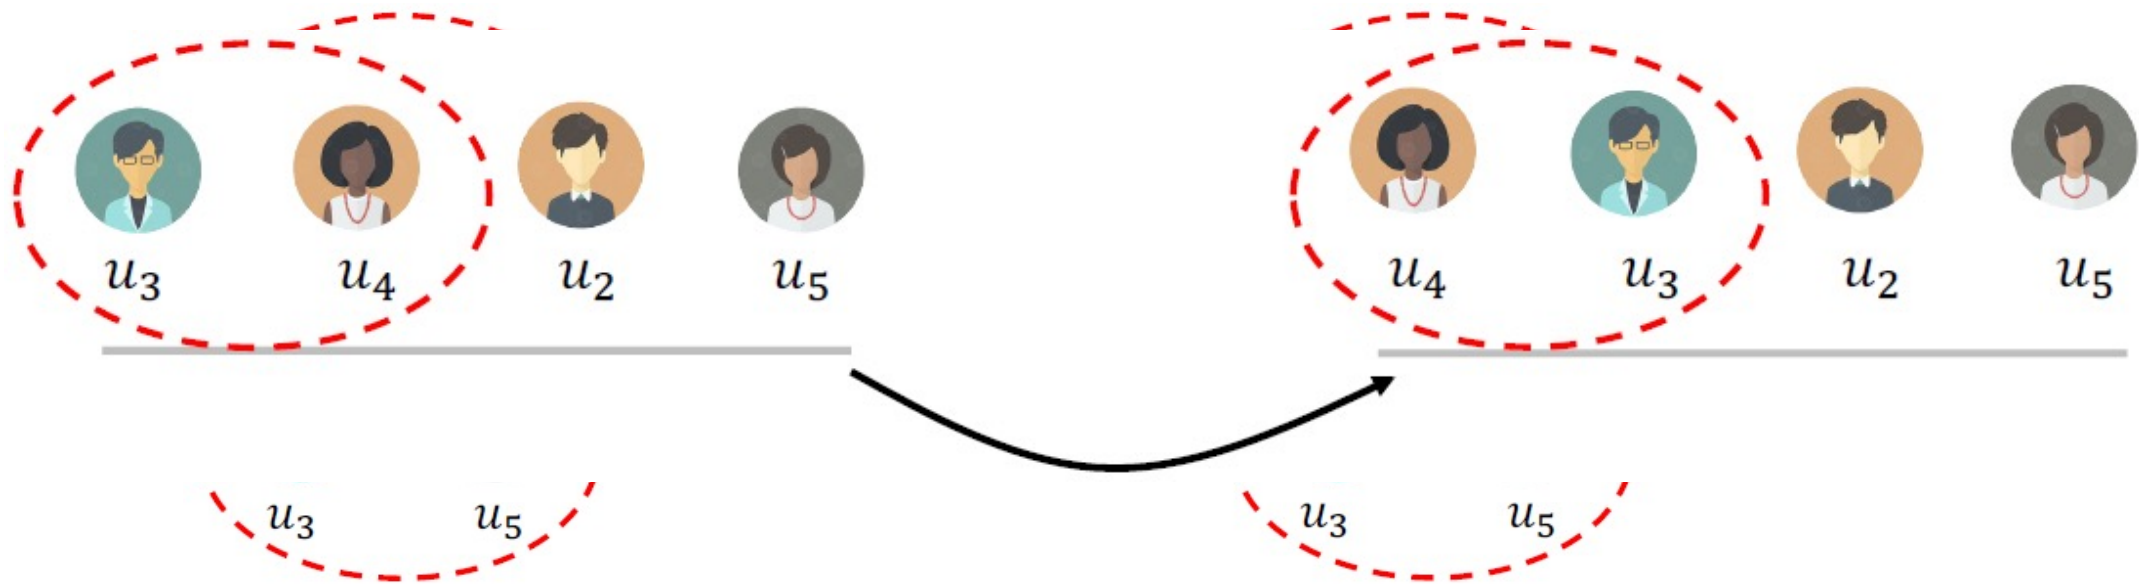 u₃ u₄ u₂ u₅ u₄ u₃ u₂ u₅
u₃ u₅ u₃ u₅